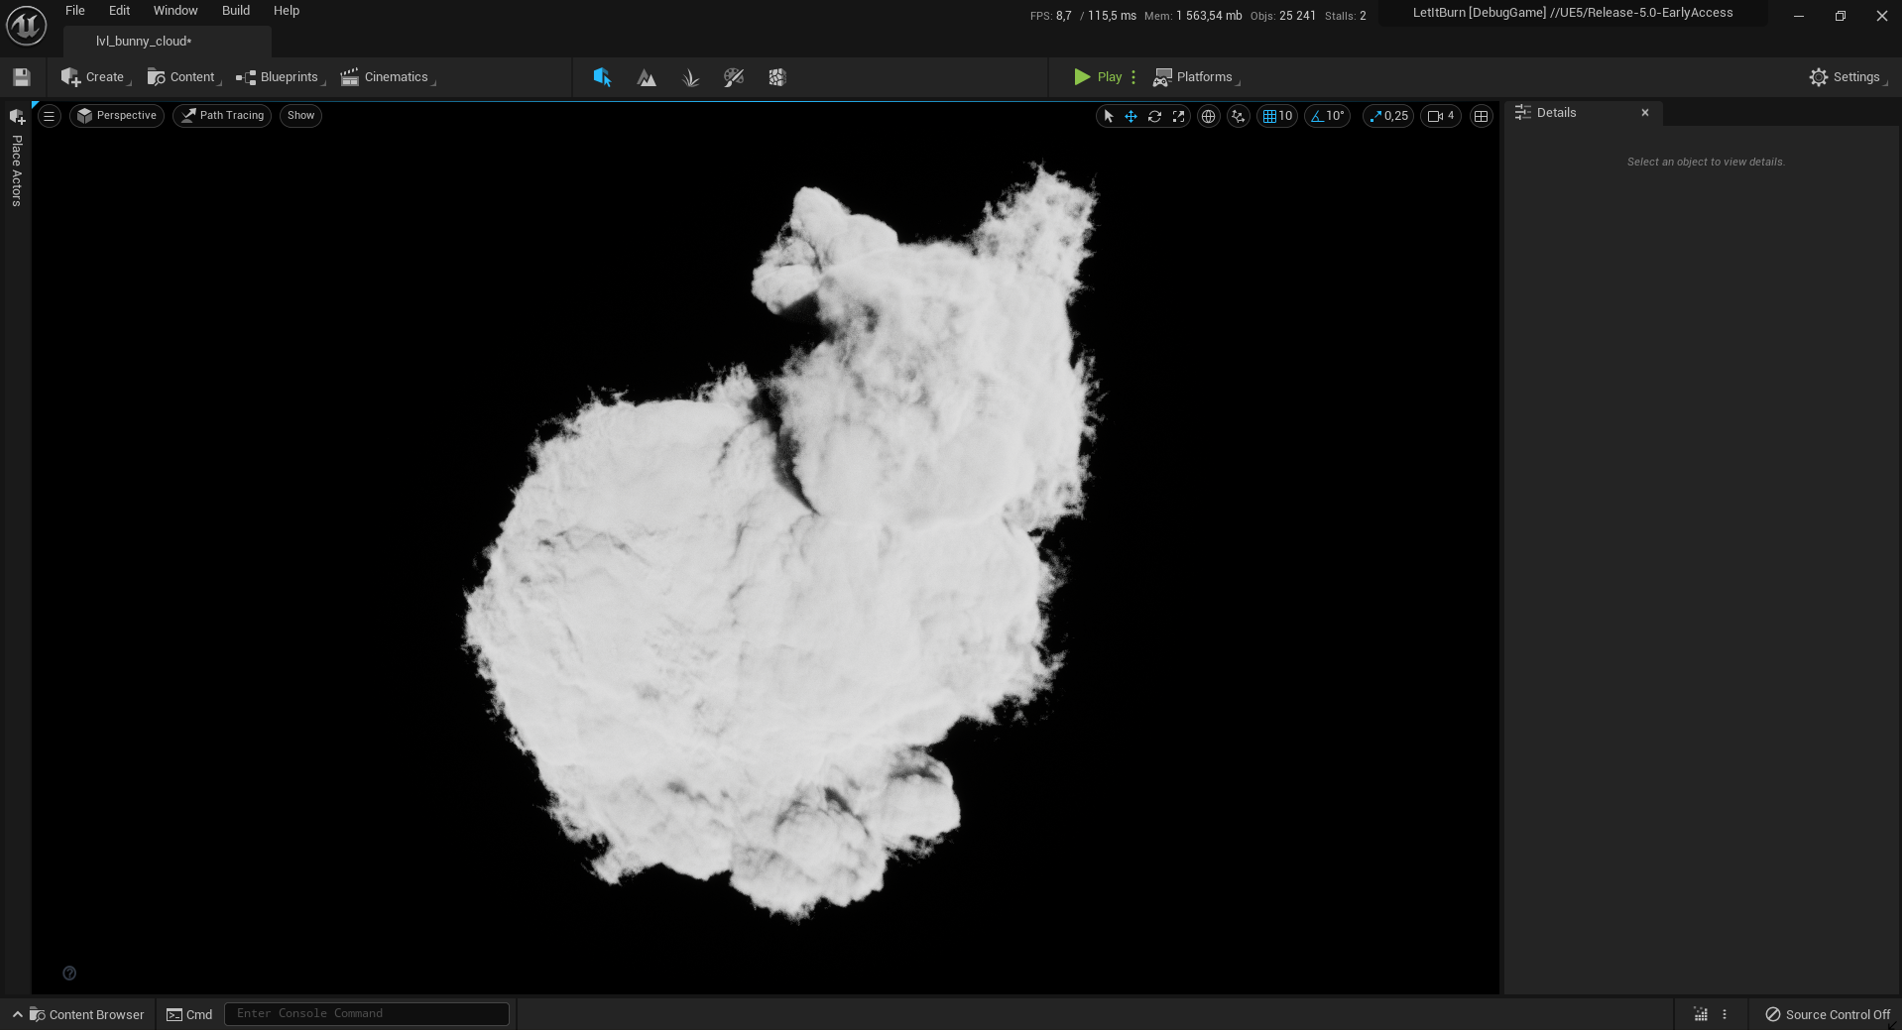 File Edit Window Build Help
FPS: 8,7 / 115,5 ms Mem: 1 563,54 mb Objs: 25 241 Stalls: 2
LetItBurn [DebugGame] //UE5/Release-5.0-EarlyAccess
lvl_bunny_cloud*
Create Content Blueprints Cinematics Play Platforms Settings
Place Actors
Perspective Path Tracing Show 10 10° 0,25 4
Details
Select an object to view details.
Content Browser Cmd Enter Console Command Source Control Off